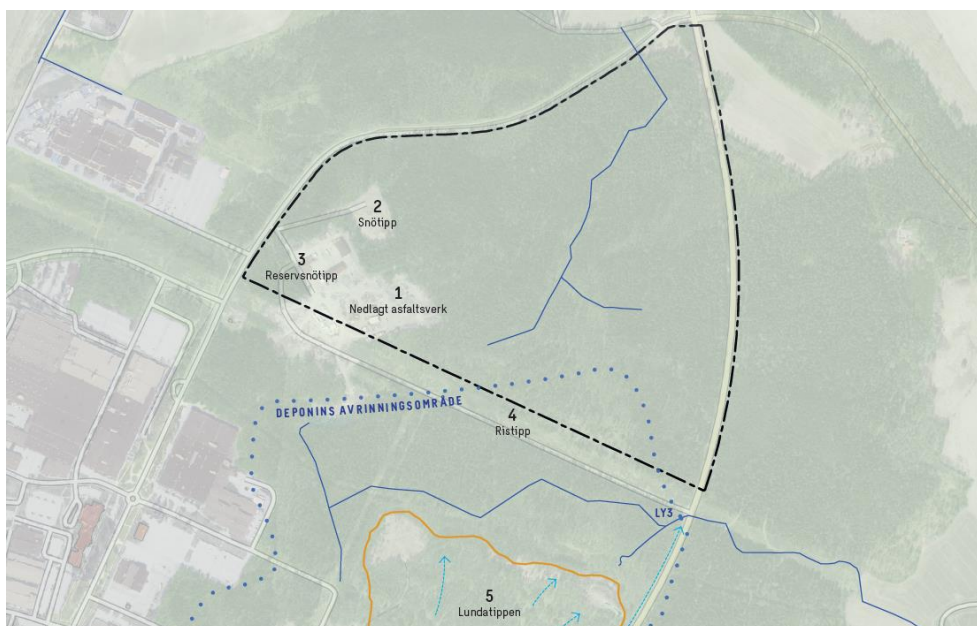 2
Snötipp
3
Reservsnötipp
1
Nedlagt asfaltsverk
DEPONINS AVRINNINGSOMRÅDE
4
Ristipp
LY3
5
Lundatippen